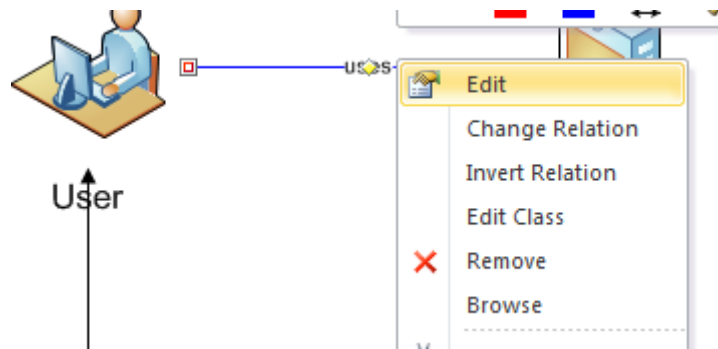 uses
Edit
Change Relation
Invert Relation
User
Edit Class
Remove
Browse